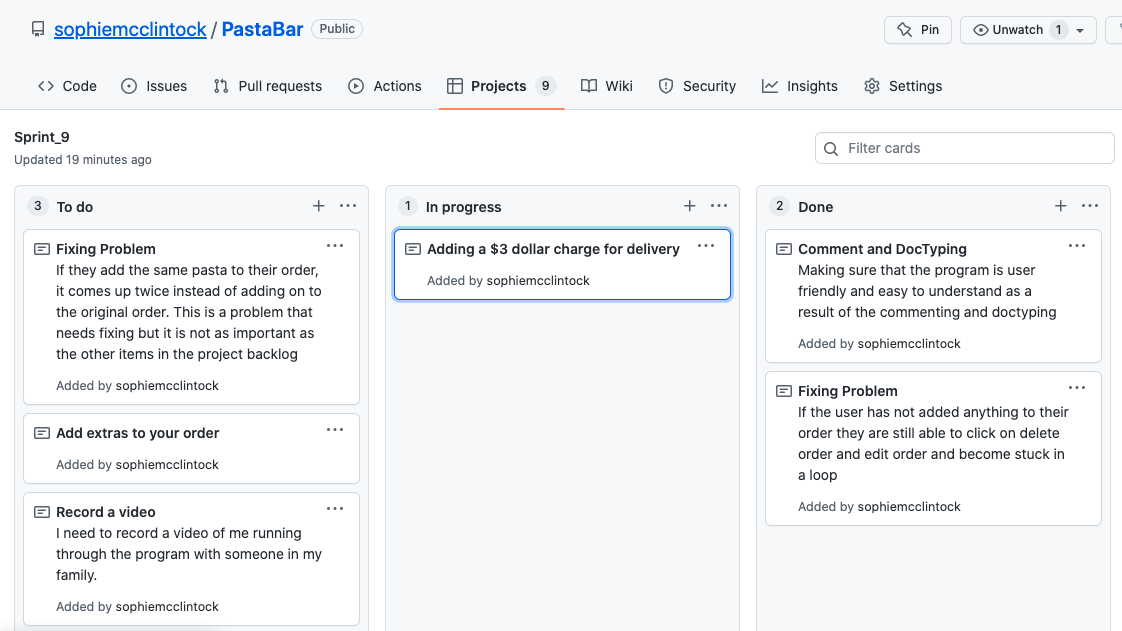 sophiemcclintock / PastaBar Public
Pin
Unwatch 1
Code Issues Pull requests Actions Projects 9 Wiki Security Insights Settings
Sprint_9
Updated 19 minutes ago
Filter cards
3 To do
Fixing Problem
If they add the same pasta to their order,
it comes up twice instead of adding on to
the original order. This is a problem that
needs fixing but it is not as important as
the other items in the project backlog
Added by sophiemcclintock
Add extras to your order
Added by sophiemcclintock
Record a video
I need to record a video of me running
through the program with someone in my
family.
Added by sophiemcclintock
1 In progress
Adding a $3 dollar charge for delivery
Added by sophiemcclintock
2 Done
Comment and DocTyping
Making sure that the program is user
friendly and easy to understand as a
result of the commenting and doctyping
Added by sophiemcclintock
Fixing Problem
If the user has not added anything to their
order they are still able to click on delete
order and edit order and become stuck in
a loop
Added by sophiemcclintock